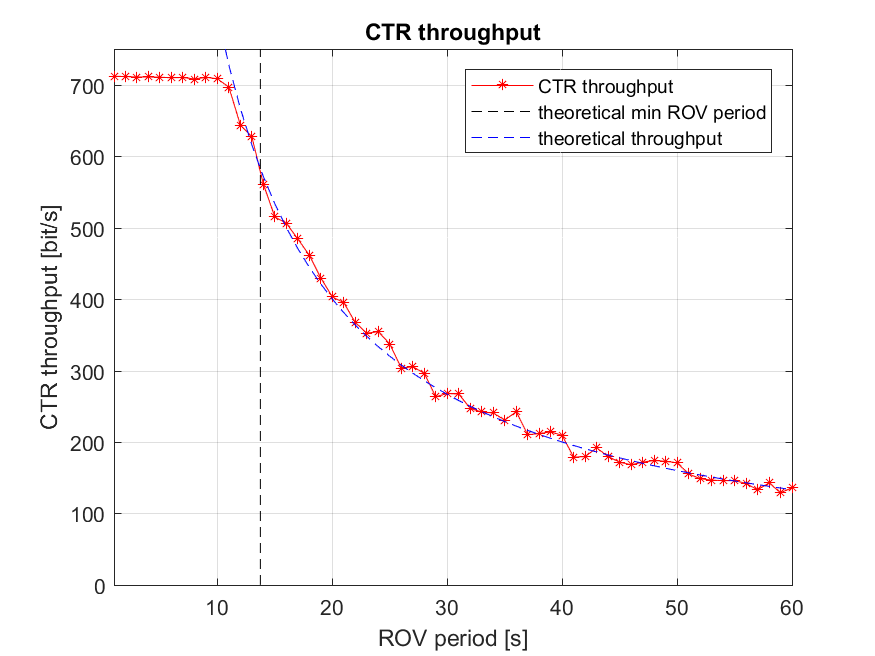 CTR throughput
CTR throughput
theoretical min ROV period
theoretical throughput
700
600
500
400
300
200
100
0
CTR throughput [bit/s]
10 20 30 40 50 60
ROV period [s]